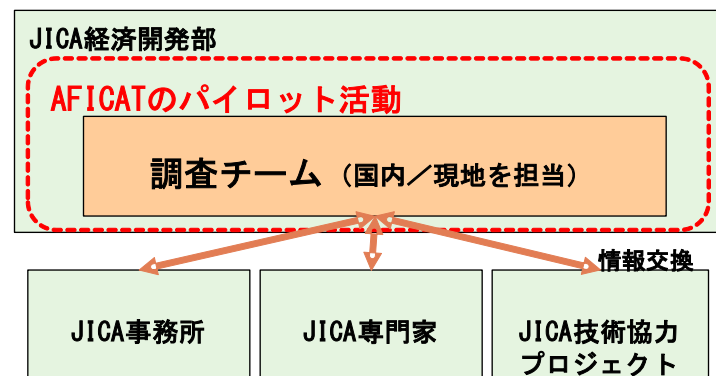 JICA経済開発部
AFICATのパイロット活動
調査チーム（国内／現地を担当）
情報交換
JICA事務所
JICA専門家
JICA技術協力
プロジェクト